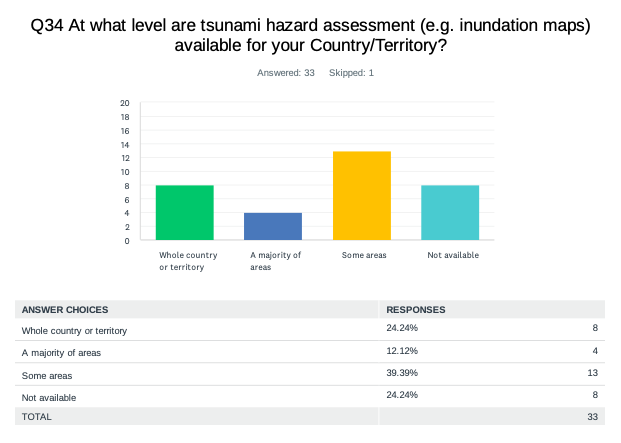 Q34 At what level are tsunami hazard assessment (e.g. inundation maps)
available for your Country/Territory?
Answered: 33 Skipped: 1
20
18
16
14
12
10
8
6
4
2
0
Whole country
or territory
A majority of
areas
Some areas
Not available
ANSWER CHOICES RESPONSES
Whole country or territory 24.24% 8
A majority of areas 12.12% 4
Some areas 39.39% 13
Not available 24.24% 8
TOTAL 33